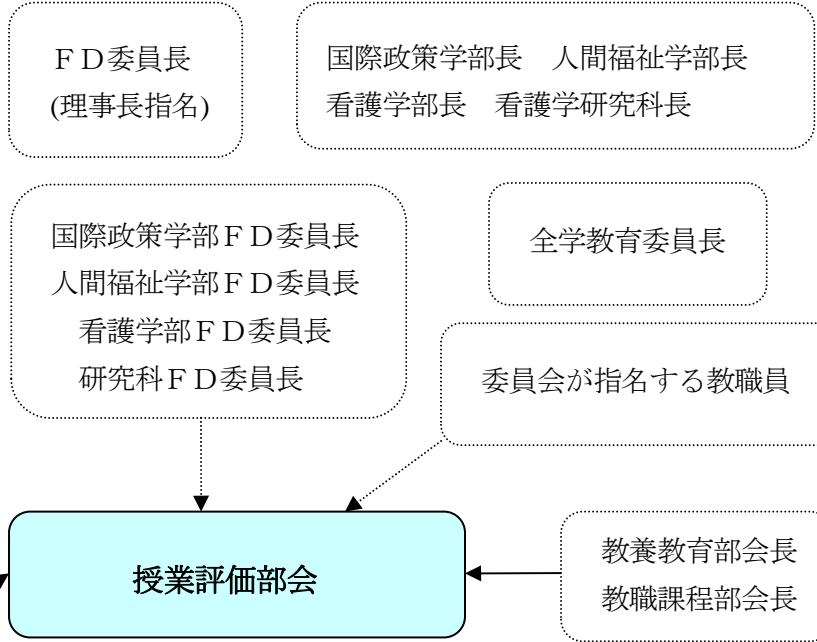 ＦＤ委員長
(理事長指名)
国際政策学部長　人間福祉学部長
看護学部長　看護学研究科長
国際政策学部ＦＤ委員長
人間福祉学部ＦＤ委員長
看護学部ＦＤ委員長
研究科ＦＤ委員長
全学教育委員長
委員会が指名する教職員
授業評価部会
教養教育部会長
教職課程部会長